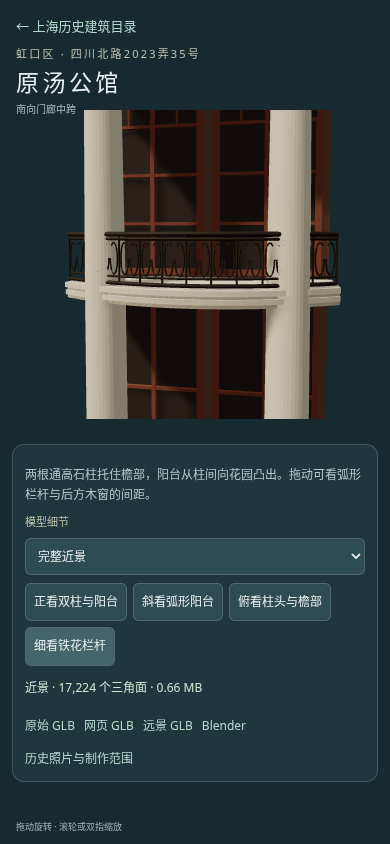 ← 上海历史建筑目录
虹口区 · 四川北路2023弄35号
原汤公馆
南向门廊中跨
两根通高石柱托住檐部，阳台从柱间向花园凸出。拖动可看弧形
栏杆与后方木窗的间距。
模型细节
完整近景
正看双柱与阳台 斜看弧形阳台 俯看柱头与檐部
细看铁花栏杆
近景 · 17,224 个三角面 · 0.66 MB
原始 GLB 网页 GLB 远景 GLB Blender
历史照片与制作范围
拖动旋转 · 滚轮或双指缩放